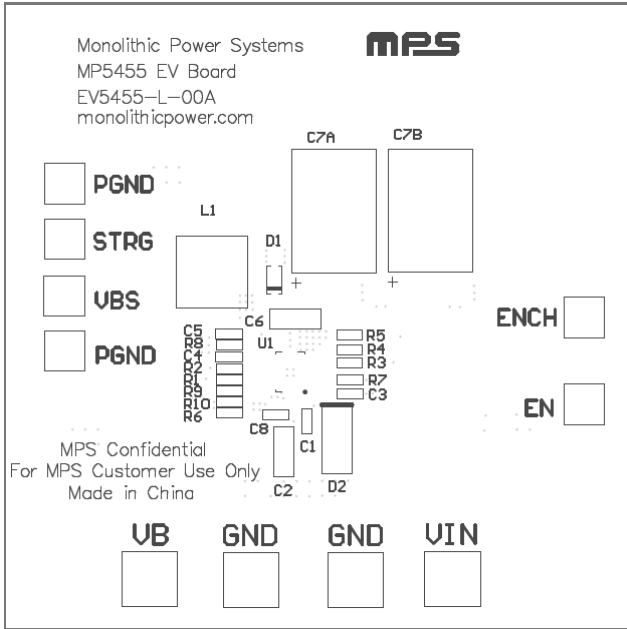 Monolithic Power Systems
MP5455 EV Board
EV5455-L-00A
monolithicpower.com
mps
C7A
C7B
PGND
STRG
VBS
PGND
L1
D1
C6
U1
C5
R8
C4
R2
R1
R9
R10
R6
R5
R4
R3
R7
C3
C8
C1
C2
D2
ENCH
EN
MPS Confidential
For MPS Customer Use Only
Made in China
VB
GND
GND
VIN